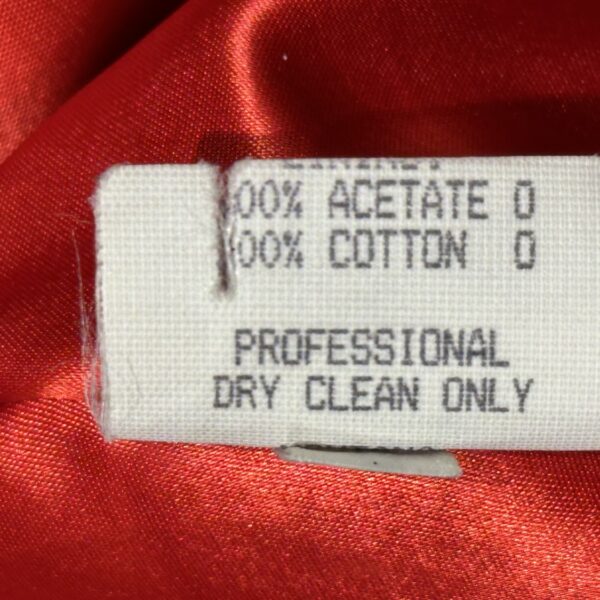 00% ACETATE 0
00% COTTON 0
PROFESSIONAL
DRY CLEAN ONLY